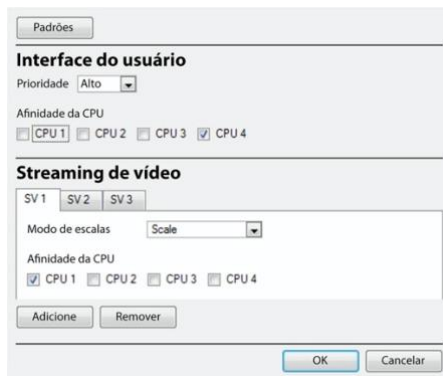 Padrões
Interface do usuário
Prioridade Alto
Afinidade da CPU
CPU 1 CPU 2 CPU 3 CPU 4
Streaming de vídeo
SV 1 SV 2 SV 3
Modo de escalas Scale
Afinidade da CPU
CPU 1 CPU 2 CPU 3 CPU 4
Adicione Remover
OK Cancelar